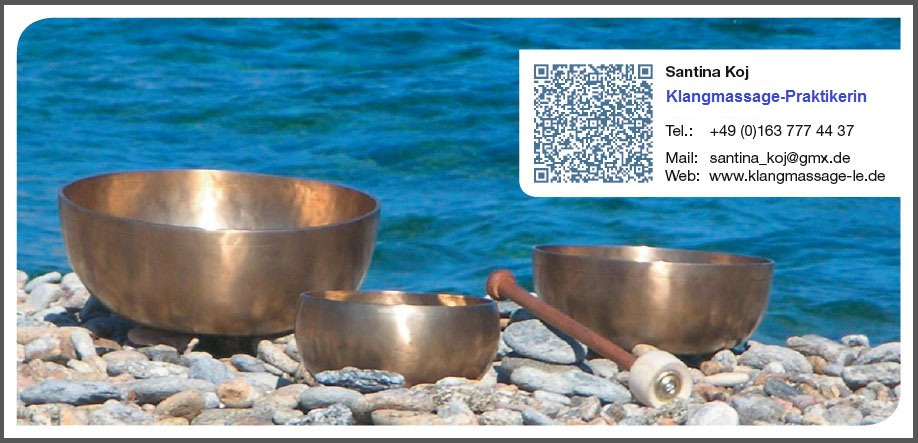 Santina Koj
Klangmassage-Praktikerin
Tel.: +49 (0)163 777 44 37
Mail: santina_koj@gmx.de
Web: www.klangmassage-le.de